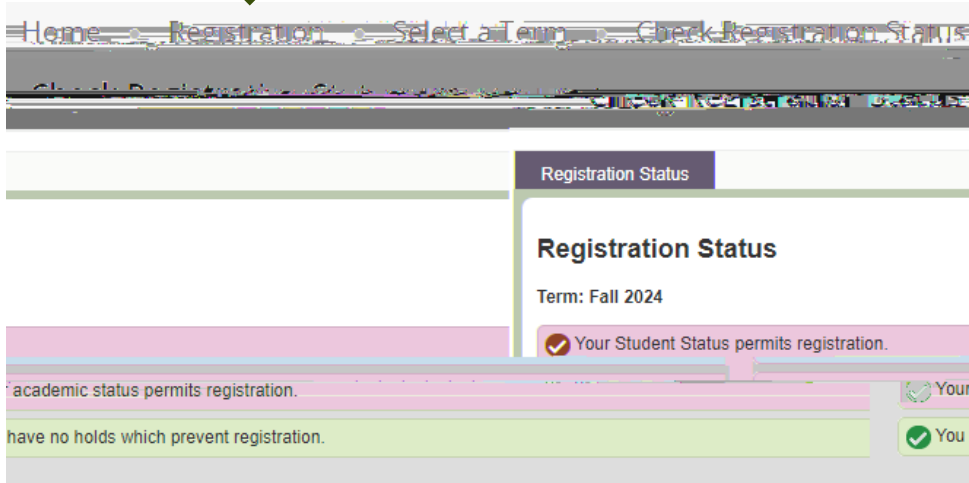 Home Registration Select a Term Check Registration Status
Registration Status
Registration Status
Term: Fall 2024
Your Student Status permits registration.
academic status permits registration.
Your
have no holds which prevent registration.
You